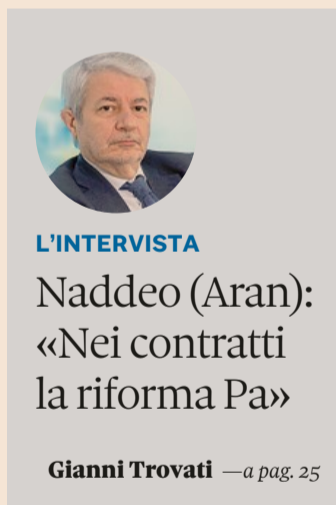 L'INTERVISTA
Naddeo (Aran):
«Nei contratti
la riforma Pa»
Gianni Trovati —a pag. 25